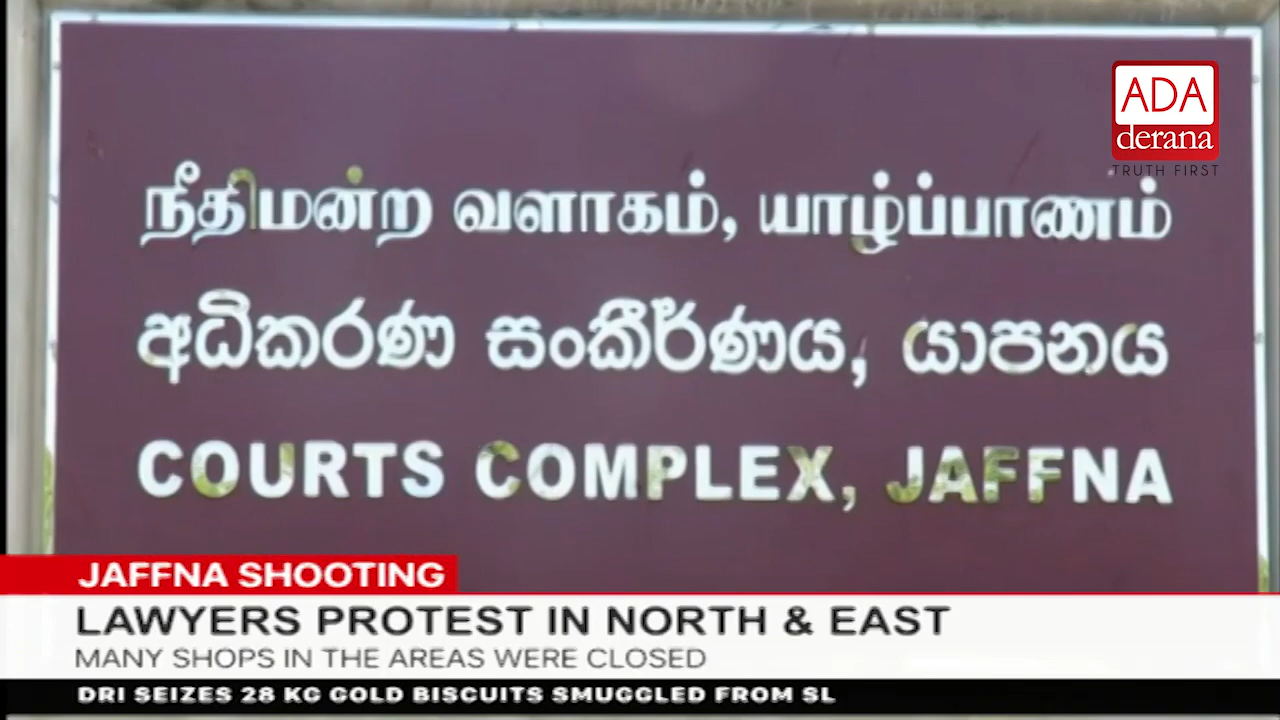 ADA
derana
TRUTH FIRST
நீதிமன்ற வளாகம், யாழ்ப்பாணம்
අධිකරණ සංකීර්ණය, යාපනය
COURTS COMPLEX, JAFFNA
JAFFNA SHOOTING
LAWYERS PROTEST IN NORTH & EAST
MANY SHOPS IN THE AREAS WERE CLOSED
DRI SEIZES 28 KG GOLD BISCUITS SMUGGLED FROM SL